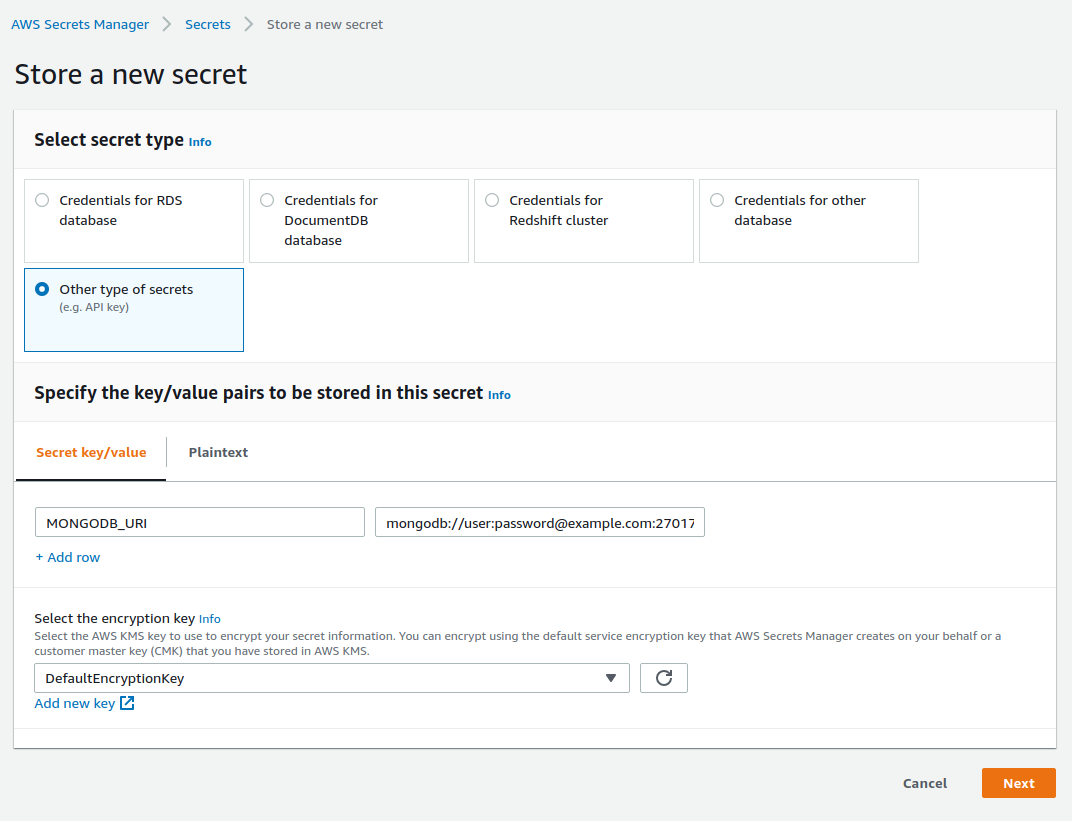 AWS Secrets Manager > Secrets > Store a new secret
Store a new secret
Select secret type Info
Credentials for RDS
database
Credentials for
DocumentDB
database
Credentials for
Redshift cluster
Credentials for other
database
Other type of secrets
(e.g. API key)
Specify the key/value pairs to be stored in this secret Info
Secret key/value
Plaintext
MONGODB_URI
mongodb://user:password@example.com:27017
+ Add row
Select the encryption key Info
Select the AWS KMS key to use to encrypt your secret information. You can encrypt using the default service encryption key that AWS Secrets Manager creates on your behalf or a
customer master key (CMK) that you have stored in AWS KMS.
DefaultEncryptionKey
Add new key
Cancel
Next